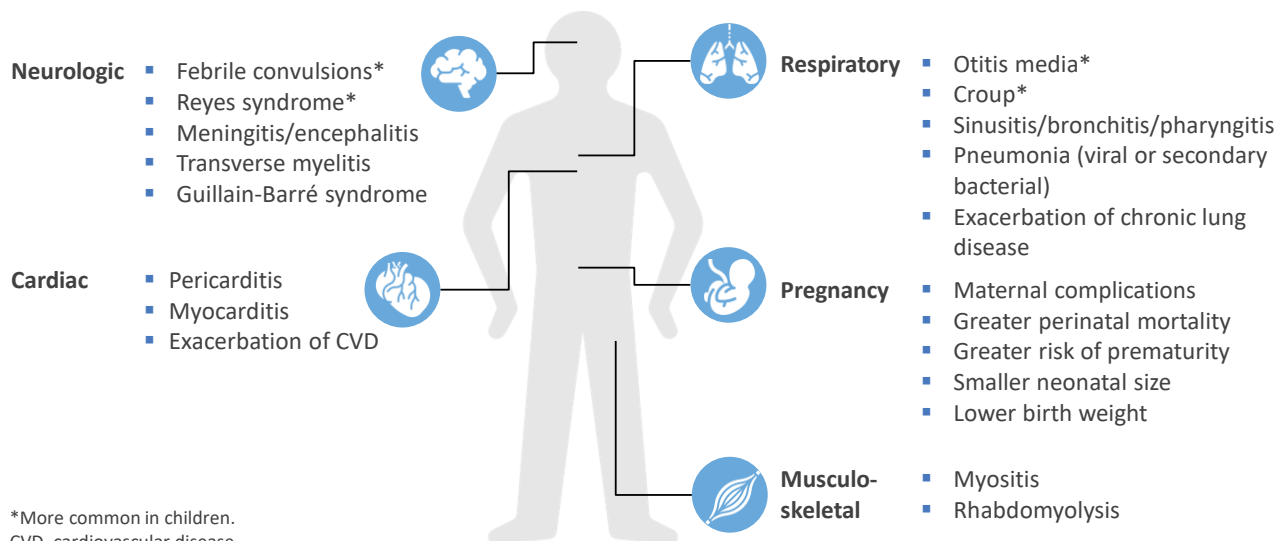 Neurologic
▪ Febrile convulsions*
▪ Reyes syndrome*
▪ Meningitis/encephalitis
▪ Transverse myelitis
▪ Guillain-Barré syndrome
Cardiac
▪ Pericarditis
▪ Myocarditis
▪ Exacerbation of CVD
Respiratory
▪ Otitis media*
▪ Croup*
▪ Sinusitis/bronchitis/pharyngitis
▪ Pneumonia (viral or secondary
bacterial)
▪ Exacerbation of chronic lung
disease
Pregnancy
▪ Maternal complications
▪ Greater perinatal mortality
▪ Greater risk of prematurity
▪ Smaller neonatal size
▪ Lower birth weight
Musculo-
skeletal
▪ Myositis
▪ Rhabdomyolysis
*More common in children.
CVD, cardiovascular disease